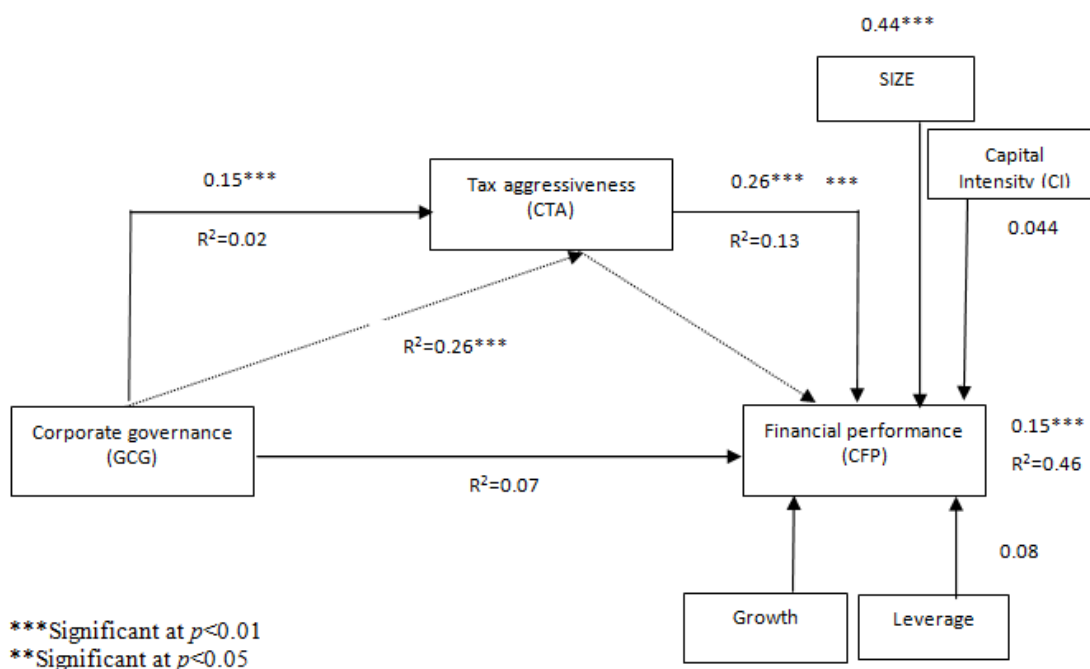 0.44***
SIZE
Capital
Intensity (CI)
0.15***
Tax aggressiveness
(CTA)
0.26*** ***
R²=0.02
R²=0.13
0.044
R²=0.26***
Corporate governance
(GCG)
Financial performance
(CFP)
0.15***
R²=0.46
R²=0.07
0.08
Growth
Leverage
***Significant at p<0.01
**Significant at p<0.05